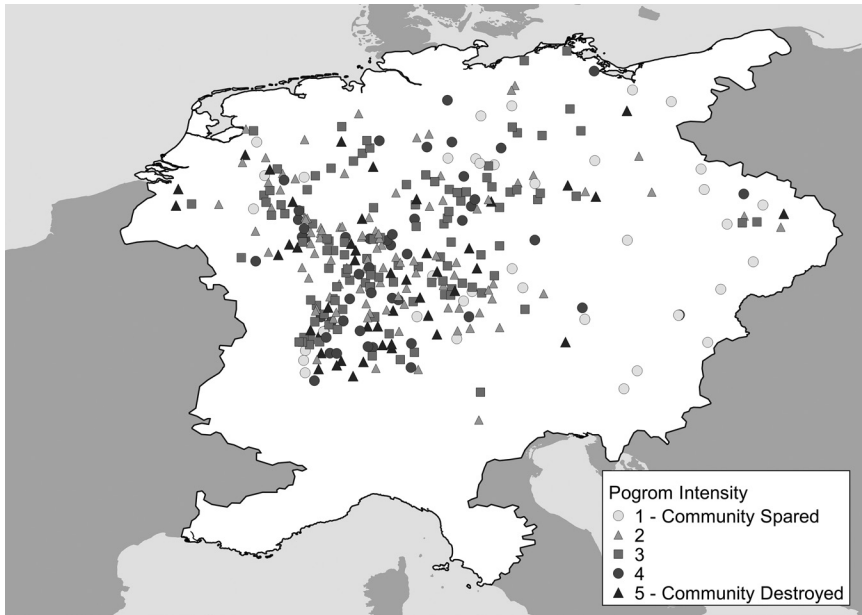 Pogrom Intensity
1 - Community Spared
2
3
4
5 - Community Destroyed